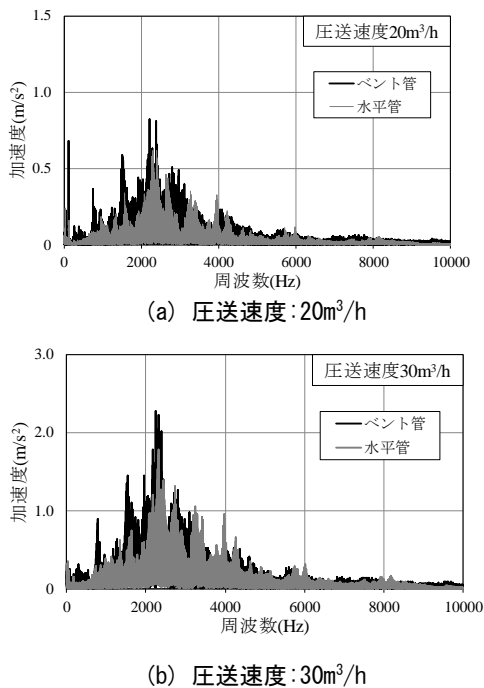 1.5
圧送速度20m³/h
ベント管
水平管
1.0
0.5
0
加速度(m/s²)
0 2000 4000 6000 8000 10000
周波数(Hz)
(a) 圧送速度:20m³/h
3.0
圧送速度30m³/h
ベント管
水平管
2.0
1.0
0
加速度(m/s²)
0 2000 4000 6000 8000 10000
周波数(Hz)
(b) 圧送速度:30m³/h